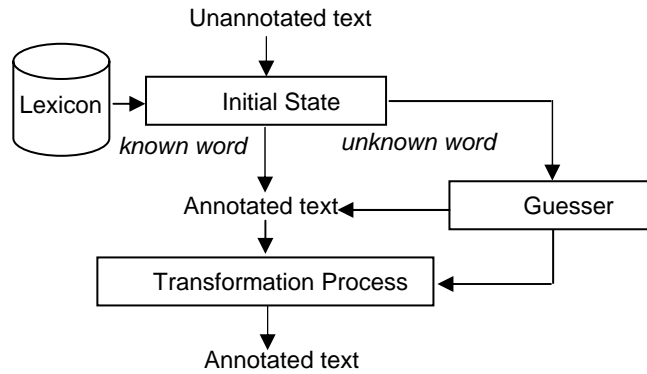 Unannotated text
Lexicon
Initial State
known word
unknown word
Annotated text
Guesser
Transformation Process
Annotated text